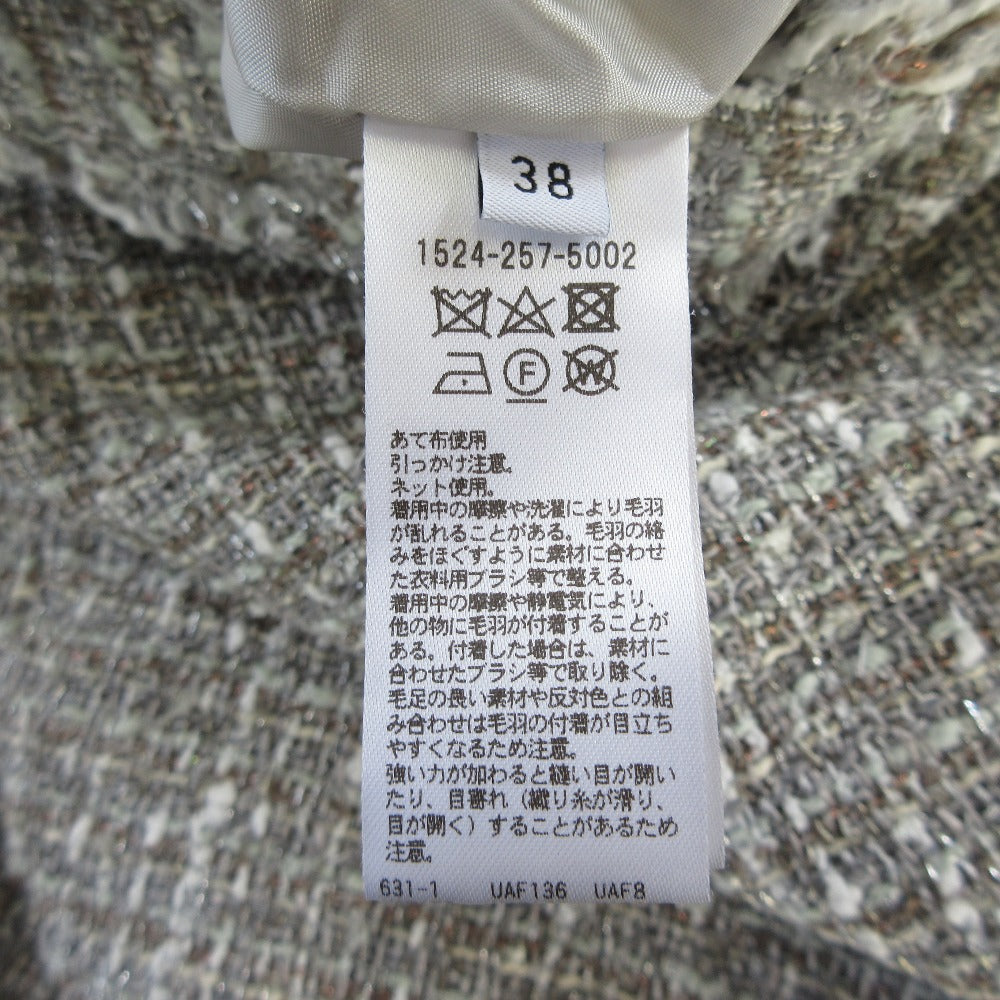 38
1524-257-5002
F
W
あて布使用
引っかけ注意。
ネット使用。
着用中の摩擦や洗濯により毛羽
が乱れることがある。毛羽の絡
みをほぐすように素材に合わせ
た衣料用ブラシ等で整える。
着用中の摩擦や静電気により、
他の物に毛羽が付着することが
ある。付着した場合は、素材に
合わせたブラシ等で取り除く。
毛足の長い素材や反対色との組
み合わせは毛羽の付着が目立ち
やすくなるため注意。
強い力が加わると縫い目が開い
たり、目寄れ（織り糸が滑り、
目が開く）することがあるため
注意。
631-1 UAF136 UAF8